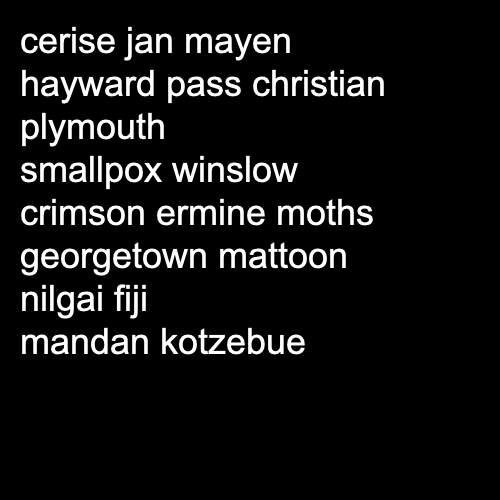 cerise jan mayen
hayward pass christian
plymouth
smallpox winslow
crimson ermine moths
georgetown mattoon
nilgai fiji
mandan kotzebue